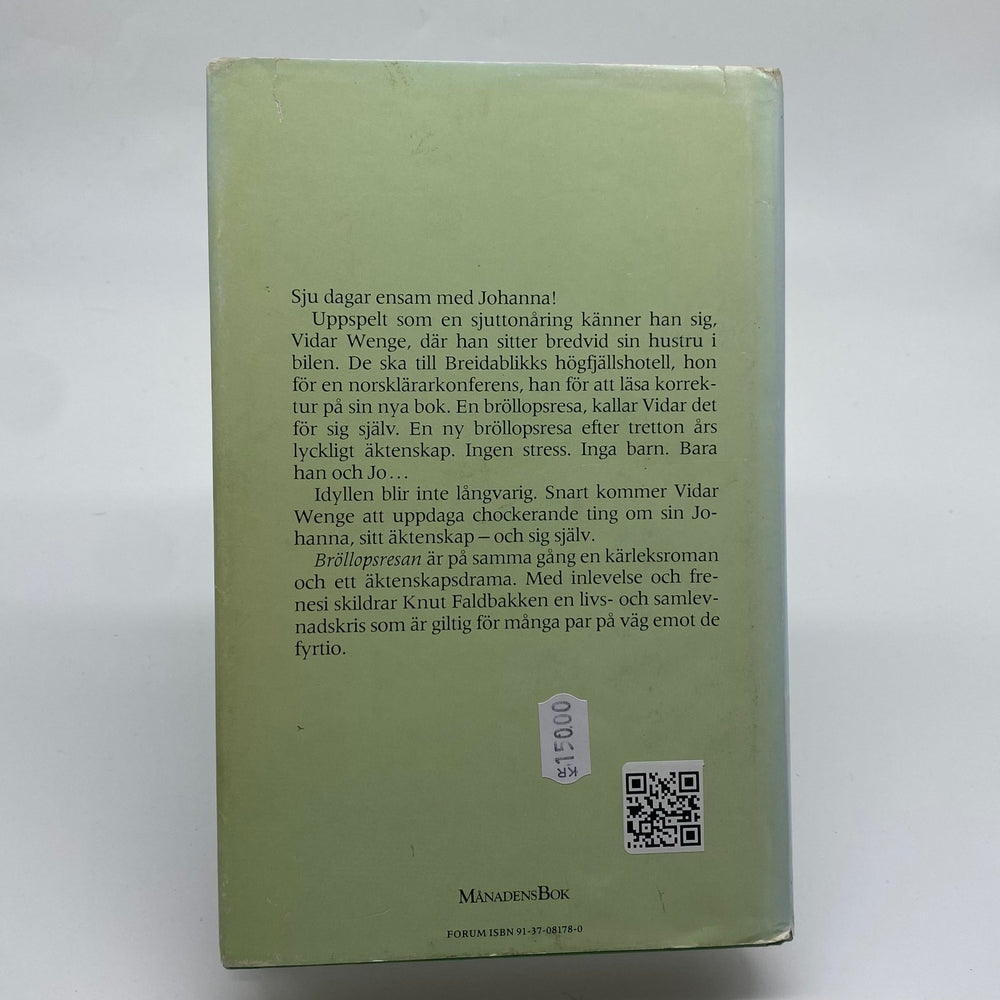 Sju dagar ensam med Johanna!
Uppspelt som en sjuttonåring känner han sig,
Vidar Wenge, där han sitter bredvid sin hustru i
bilen. De ska till Breidablikks högfjällshotell, hon
för en norsklärarkonferens, han för att läsa korrek-
tur på sin nya bok. En bröllopsresa, kallar Vidar det
för sig själv. En ny bröllopsresa efter tretton års
lyckligt äktenskap. Ingen stress. Inga barn. Bara
han och Jo...
Idyllen blir inte långvarig. Snart kommer Vidar
Wenge att uppdaga chockerande ting om sin Jo-
hanna, sitt äktenskap – och sig själv.
Bröllopsresan är på samma gång en kärleksroman
och ett äktenskapsdrama. Med inlevelse och fre-
nesi skildrar Knut Faldbakken en livs- och samlev-
nadskris som är giltig för många par på väg emot de
fyrtio.
KR 150.00
MÅNADENSBOK
FORUM ISBN 91-37-08178-0